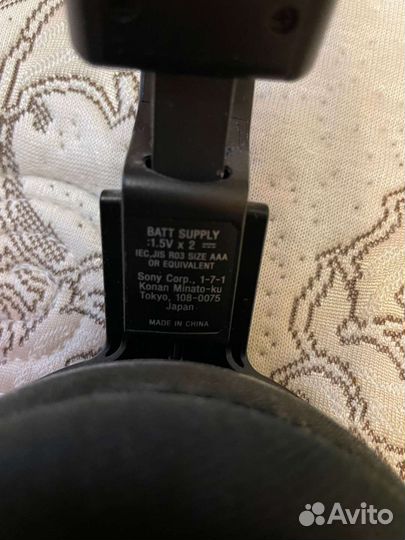 BATT SUPPLY
:1.5V x 2 ⎓
IEC,JIS R03 SIZE AAA
OR EQUIVALENT
Sony Corp., 1-7-1
Konan Minato-ku
Tokyo, 108-0075
Japan
MADE IN CHINA
Avito